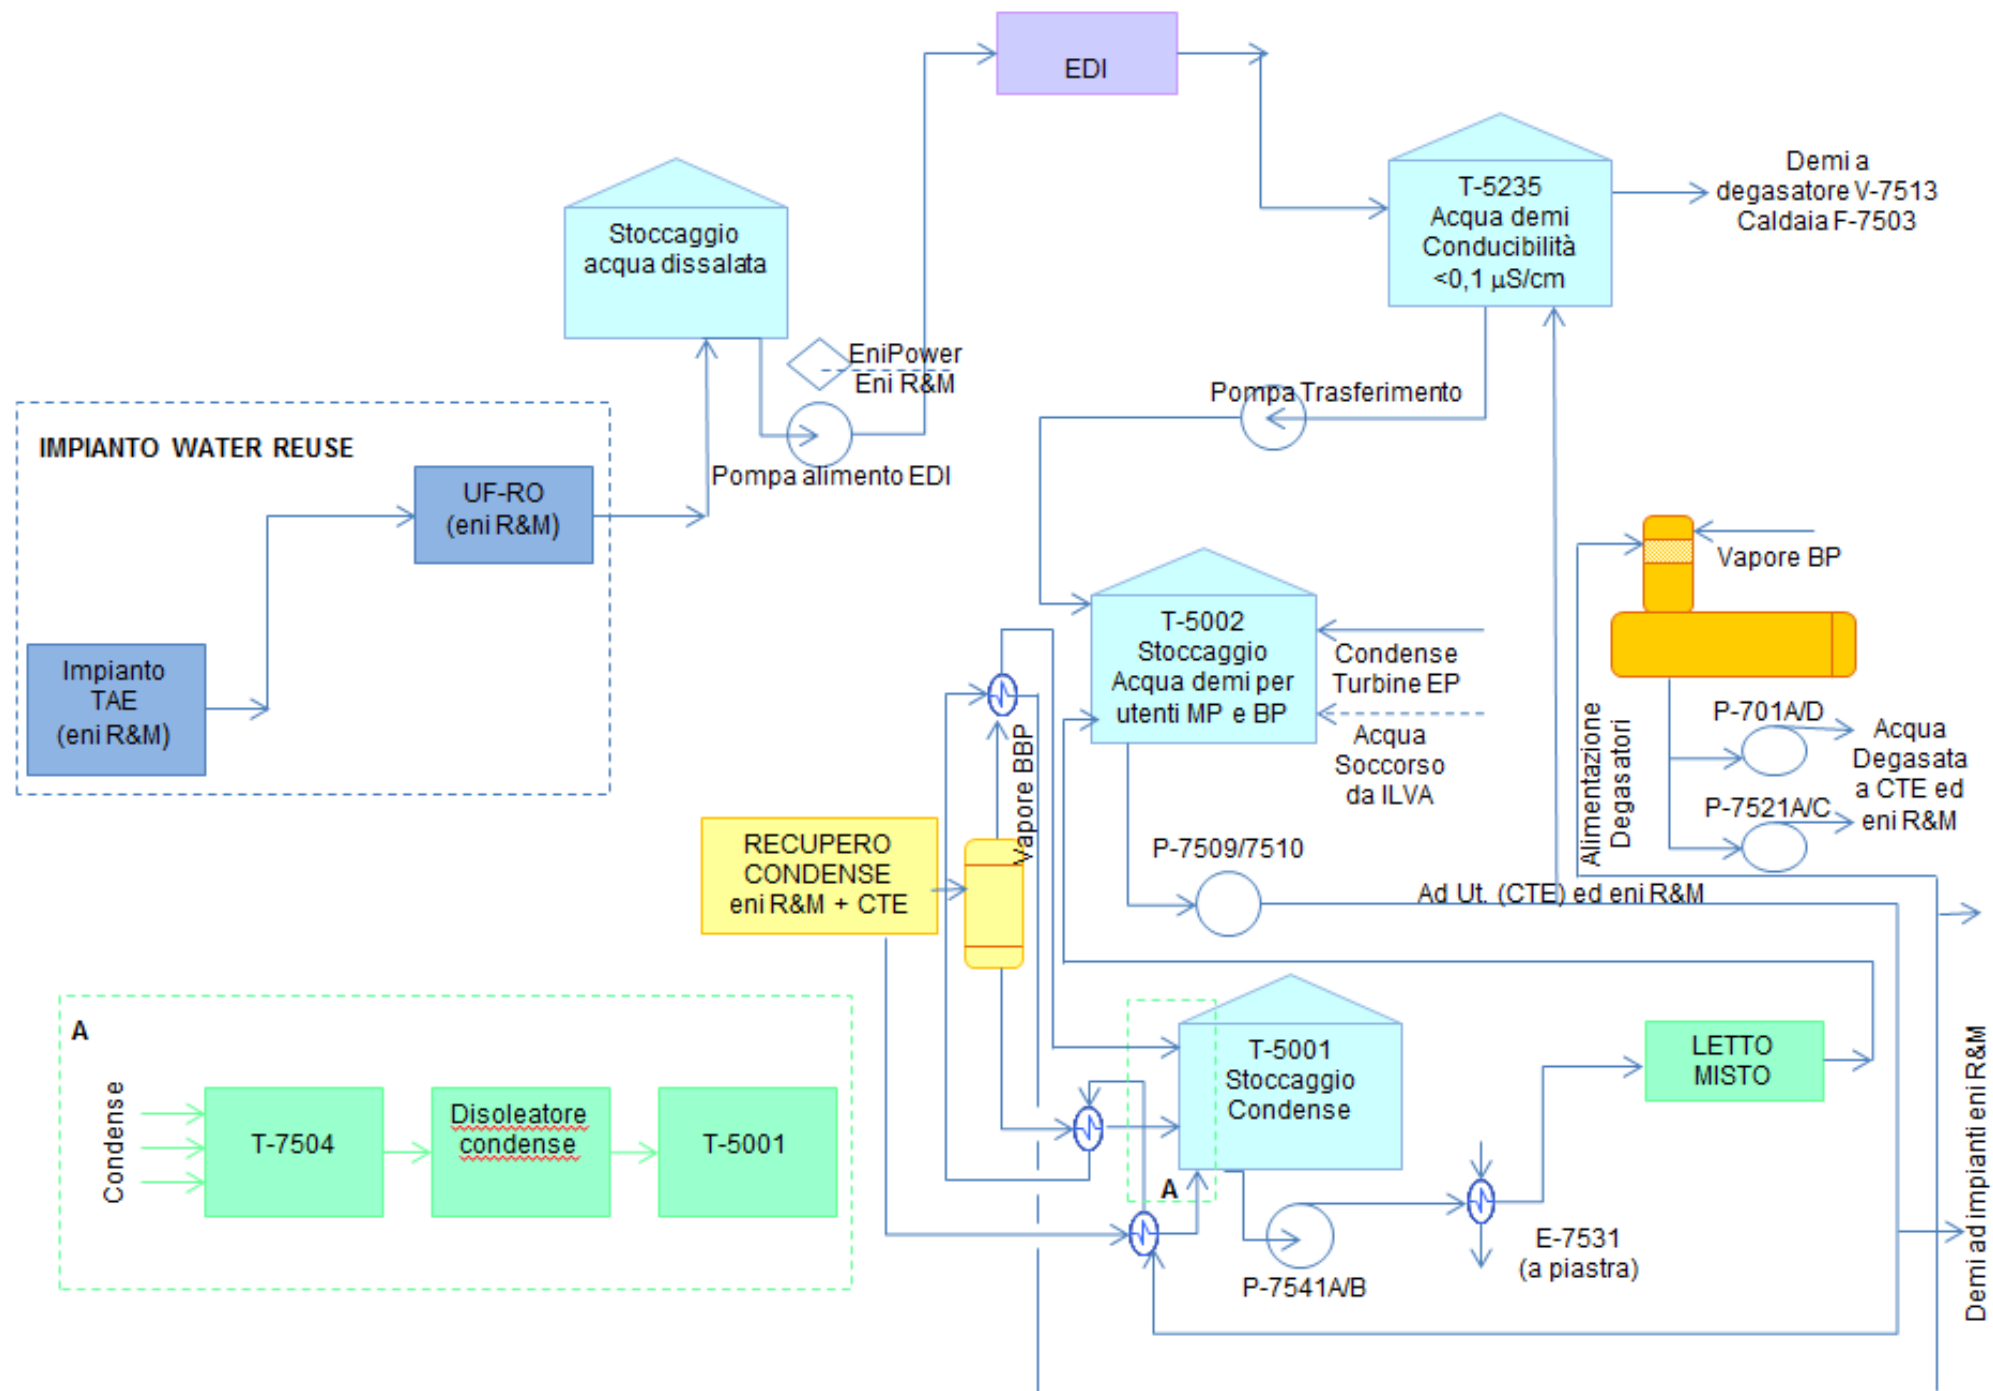 EDI
T-5235
Acqua demi
Conducibilità
<0,1 µS/cm
Demi a
degasatore V-7513
Caldaia F-7503
Stoccaggio
acqua dissalata
EniPower
Eni R&M
Pompa Trasferimento
IMPIANTO WATER REUSE
Pompa alimento EDI
UF-RO
(eni R&M)
Impianto
TAE
(eni R&M)
Vapore BP
T-5002
Stoccaggio
Acqua demi per
utenti MP e BP
Condense
Turbine EP
Acqua
Soccorso
da ILVA
Vapore BBP
Alimentazione
Degasatori
P-701A/D
P-7521A/C
Acqua
Degasata
a CTE ed
eni R&M
RECUPERO
CONDENSE
eni R&M + CTE
P-7509/7510
Ad Ut. (CTE) ed eni R&M
A
Condense
T-7504
Disoleatore
condense
T-5001
T-5001
Stoccaggio
Condense
A
LETTO
MISTO
P-7541A/B
E-7531
(a piastra)
Demi ad impianti eni R&M